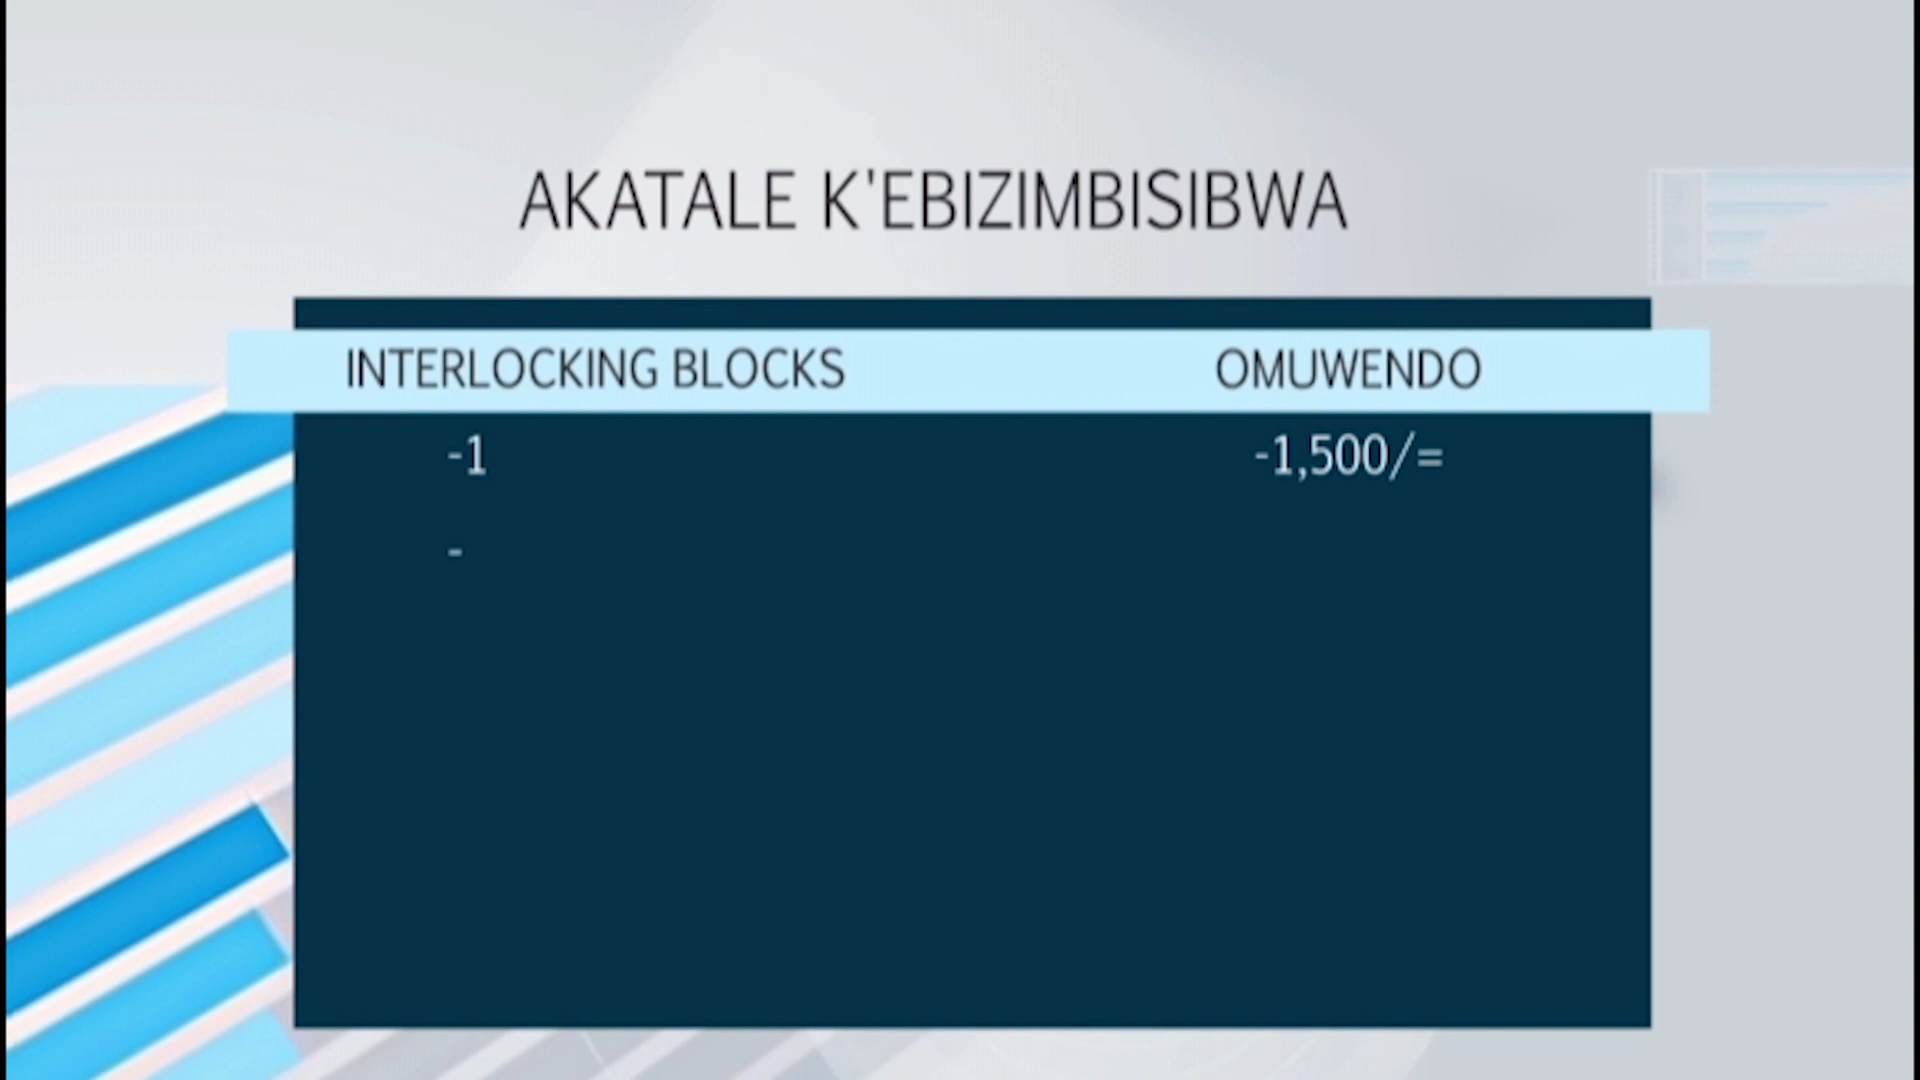 AKATALE K'EBIZIMBISIBWA
INTERLOCKING BLOCKS OMUWENDO
-1 -1,500/=
-